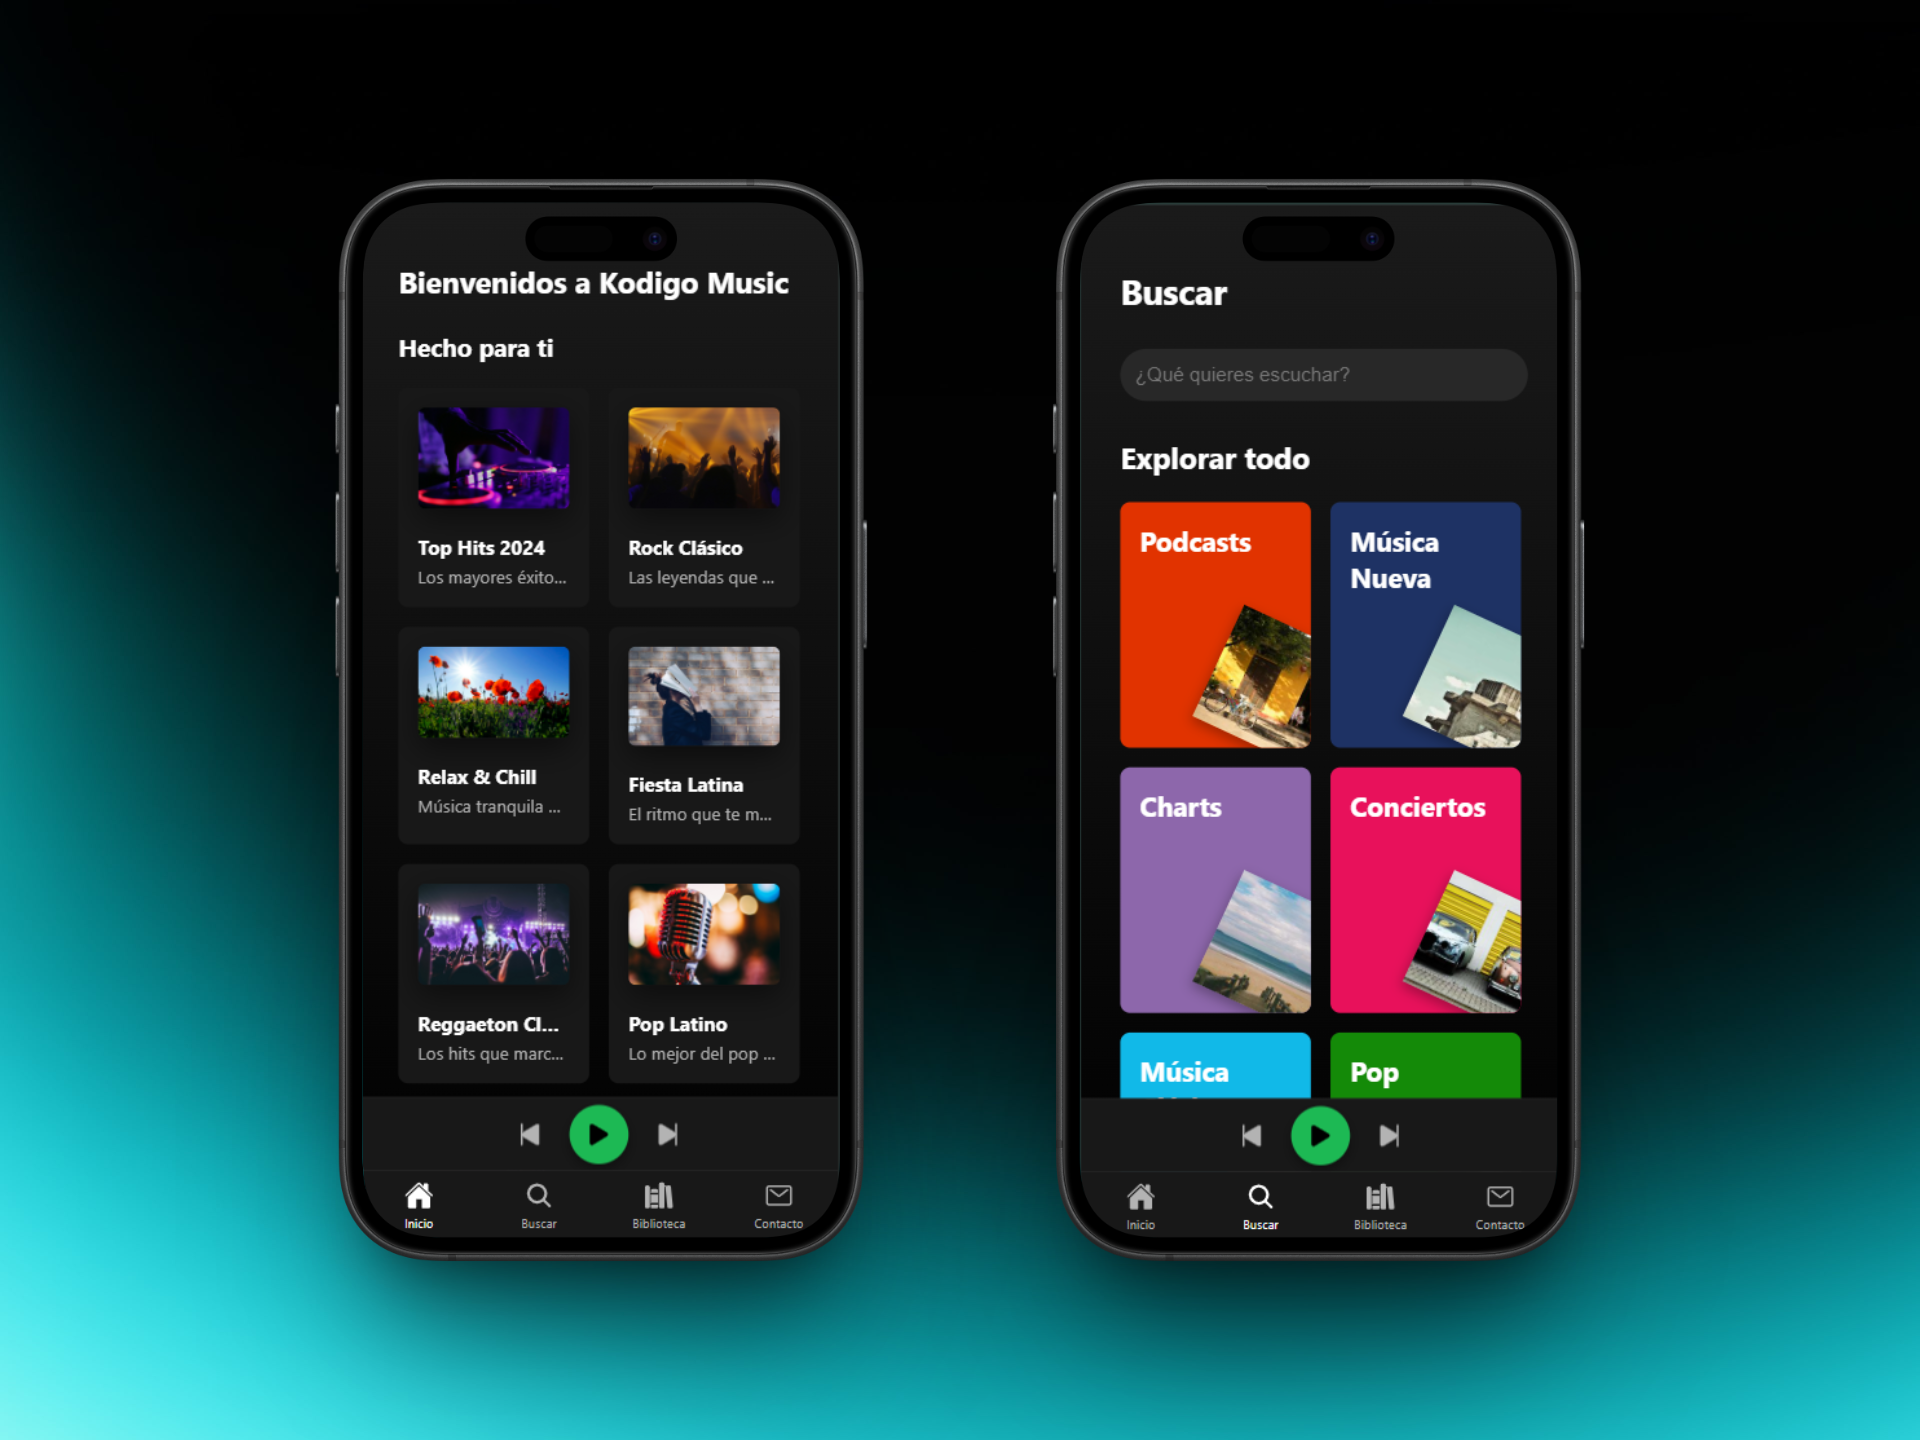 Bienvenidos a Kodigo Music
Hecho para ti
Top Hits 2024
Los mayores éxito...
Rock Clásico
Las leyendas que ...
Relax & Chill
Música tranquila ...
Fiesta Latina
El ritmo que te m...
Reggaeton Cl...
Los hits que marc...
Pop Latino
Lo mejor del pop ...
Inicio
Buscar
Biblioteca
Contacto
Buscar
¿Qué quieres escuchar?
Explorar todo
Podcasts
Música
Nueva
Charts
Conciertos
Música
Pop
Inicio
Buscar
Biblioteca
Contacto